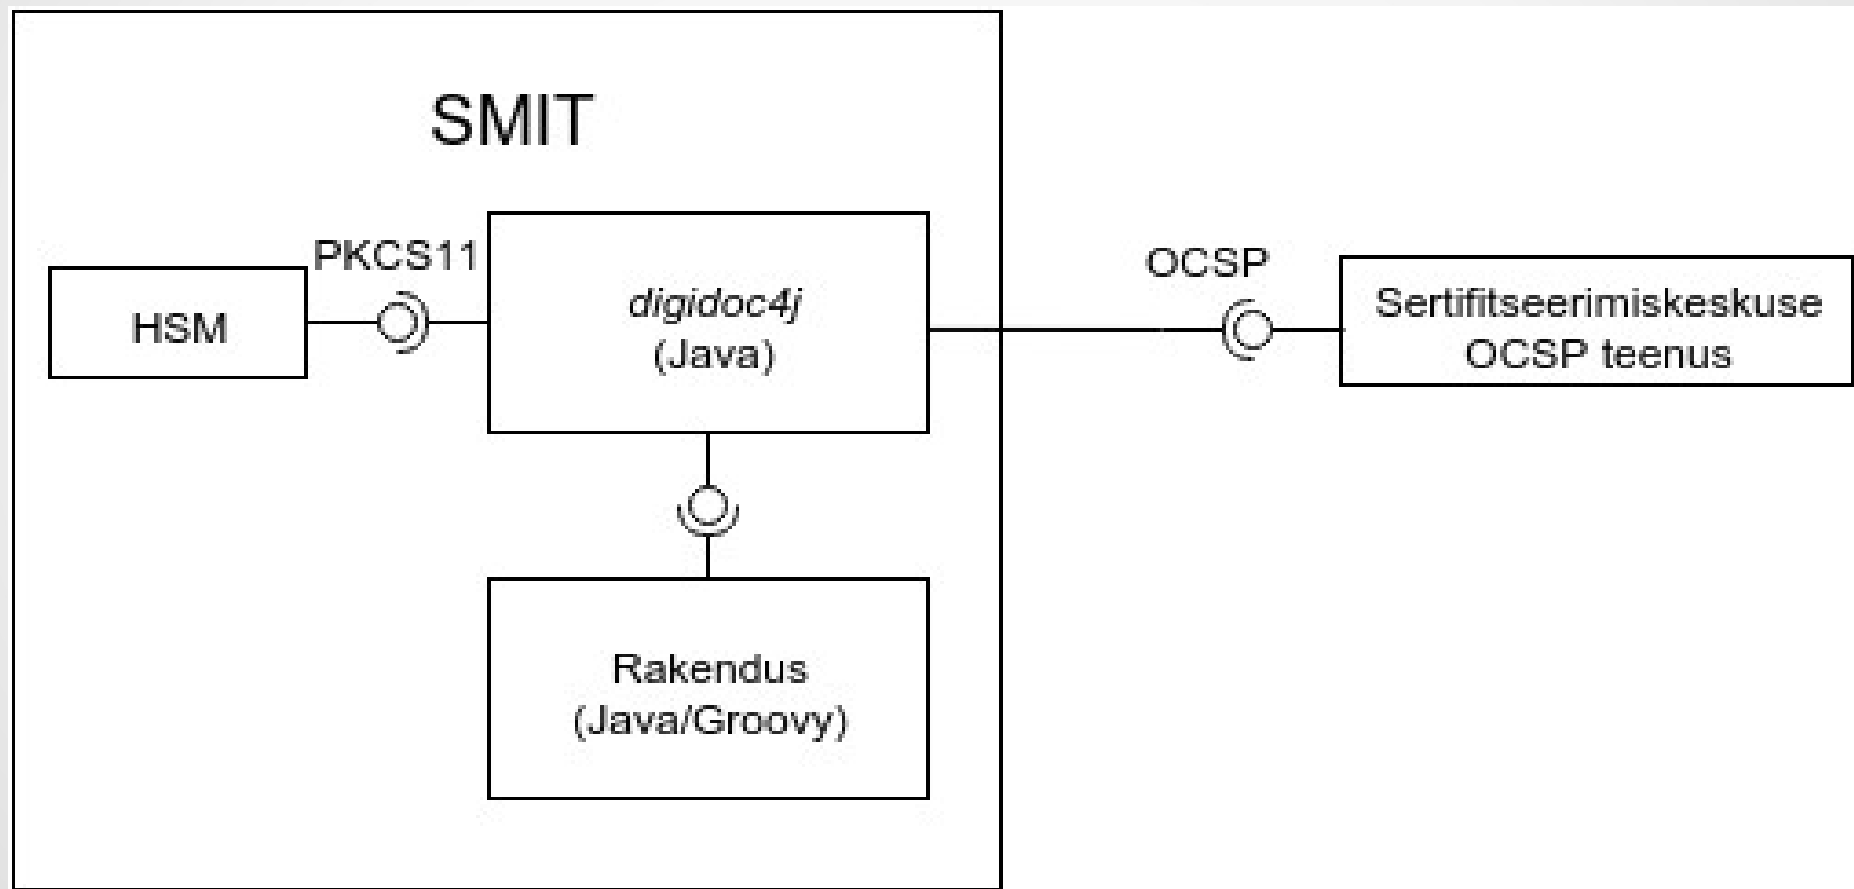 SMIT
PKCS11
HSM
digidoc4j
(Java)
OCSP
Sertifitseerimiskeskuse
OCSP teenus
Rakendus
(Java/Groovy)